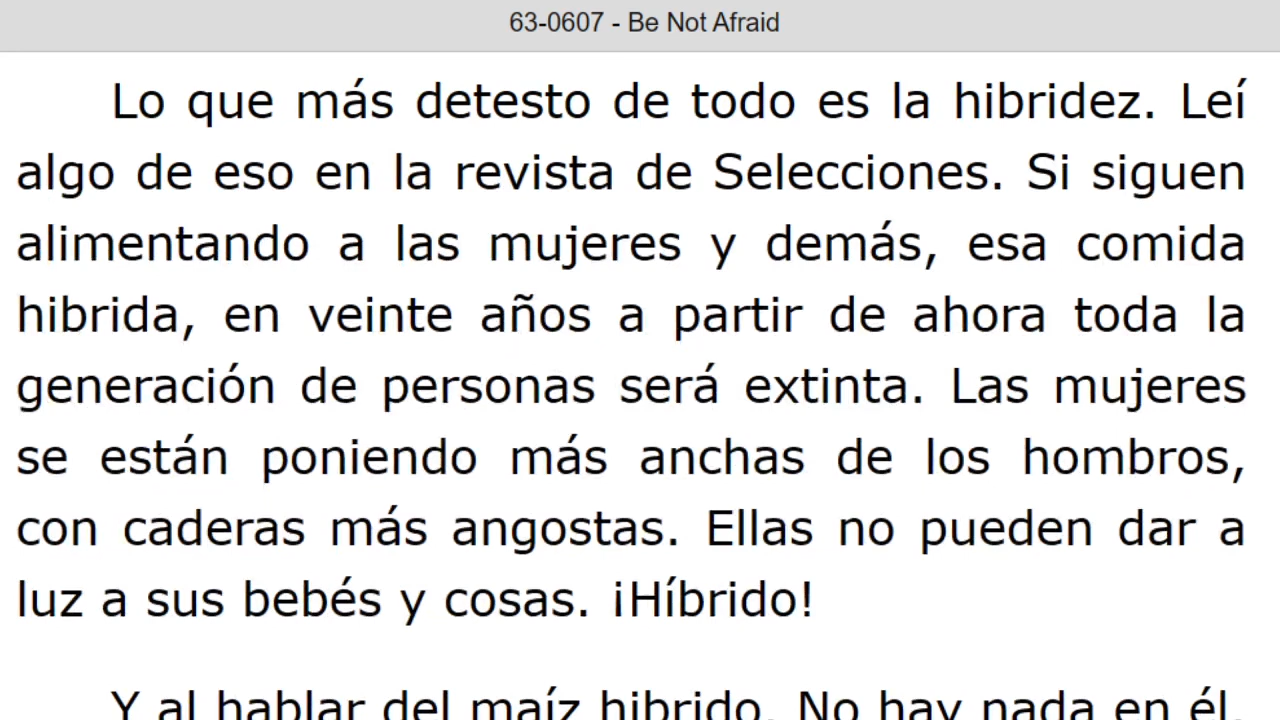 63-0607 - Be Not Afraid
Lo que más detesto de todo es la hibridez. Leí
algo de eso en la revista de Selecciones. Si siguen
alimentando a las mujeres y demás, esa comida
hibrida, en veinte años a partir de ahora toda la
generación de personas será extinta. Las mujeres
se están poniendo más anchas de los hombros,
con caderas más angostas. Ellas no pueden dar a
luz a sus bebés y cosas. ¡Híbrido!
Y al hablar del maíz hibrido. No hay nada en él.